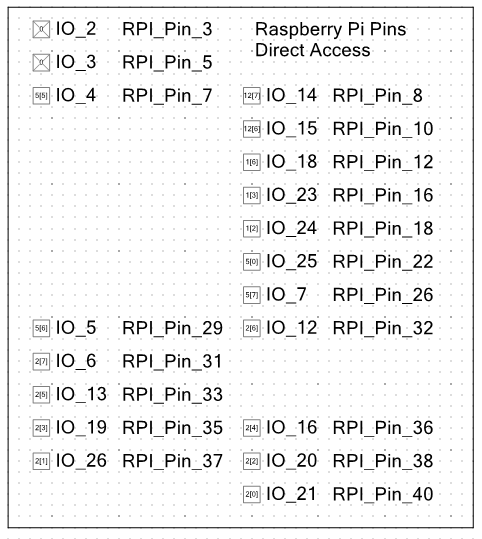 Raspberry Pi Pins
Direct Access
0 IO_2 RPI_Pin_3
0 IO_3 RPI_Pin_5
5[5] IO_4 RPI_Pin_7
12[7] IO_14 RPI_Pin_8
12[6] IO_15 RPI_Pin_10
1[6] IO_18 RPI_Pin_12
1[3] IO_23 RPI_Pin_16
1[2] IO_24 RPI_Pin_18
5[0] IO_25 RPI_Pin_22
5[7] IO_7 RPI_Pin_26
5[6] IO_5 RPI_Pin_29
2[6] IO_12 RPI_Pin_32
2[7] IO_6 RPI_Pin_31
2[5] IO_13 RPI_Pin_33
2[3] IO_19 RPI_Pin_35
2[4] IO_16 RPI_Pin_36
2[1] IO_26 RPI_Pin_37
2[2] IO_20 RPI_Pin_38
2[0] IO_21 RPI_Pin_40